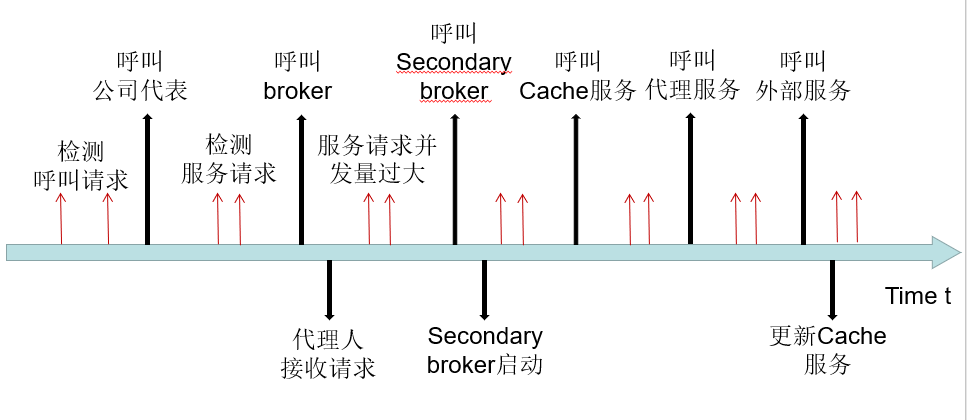 呼叫
公司代表
呼叫
broker
呼叫
Secondary
broker
呼叫
Cache服务
呼叫
代理服务
呼叫
外部服务
检测
呼叫请求
检测
服务请求
服务请求并
发量过大
Time t
代理人
接收请求
Secondary
broker启动
更新Cache
服务